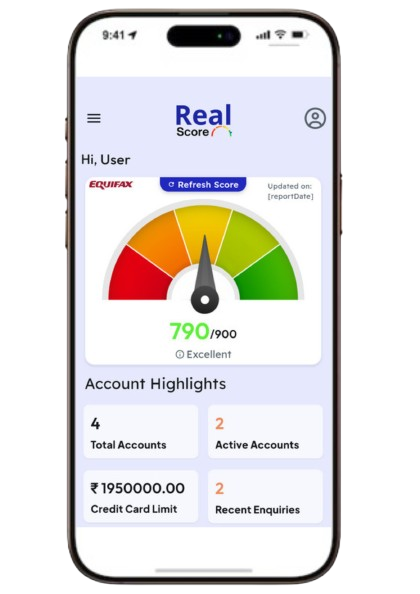 9:41
Real
Score
Hi, User
EQUIFAX
Refresh Score
Updated on:
[reportDate]
790/900
Excellent
Account Highlights
4
Total Accounts
2
Active Accounts
₹1950000.00
Credit Card Limit
2
Recent Enquiries